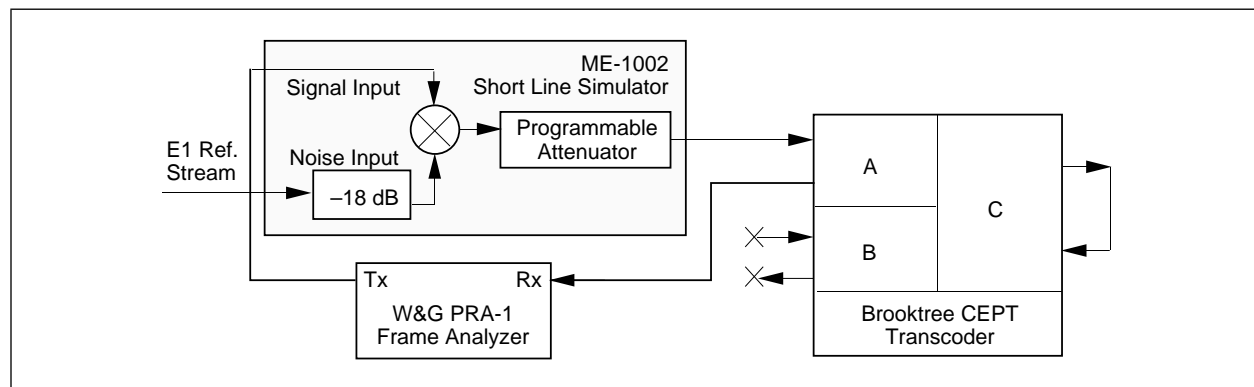 ME-1002
Short Line Simulator
Signal Input
Programmable
Attenuator
E1 Ref.
Stream
Noise Input
–18 dB
A
B
C
Tx
Rx
W&G PRA-1
Frame Analyzer
Brooktree CEPT
Transcoder